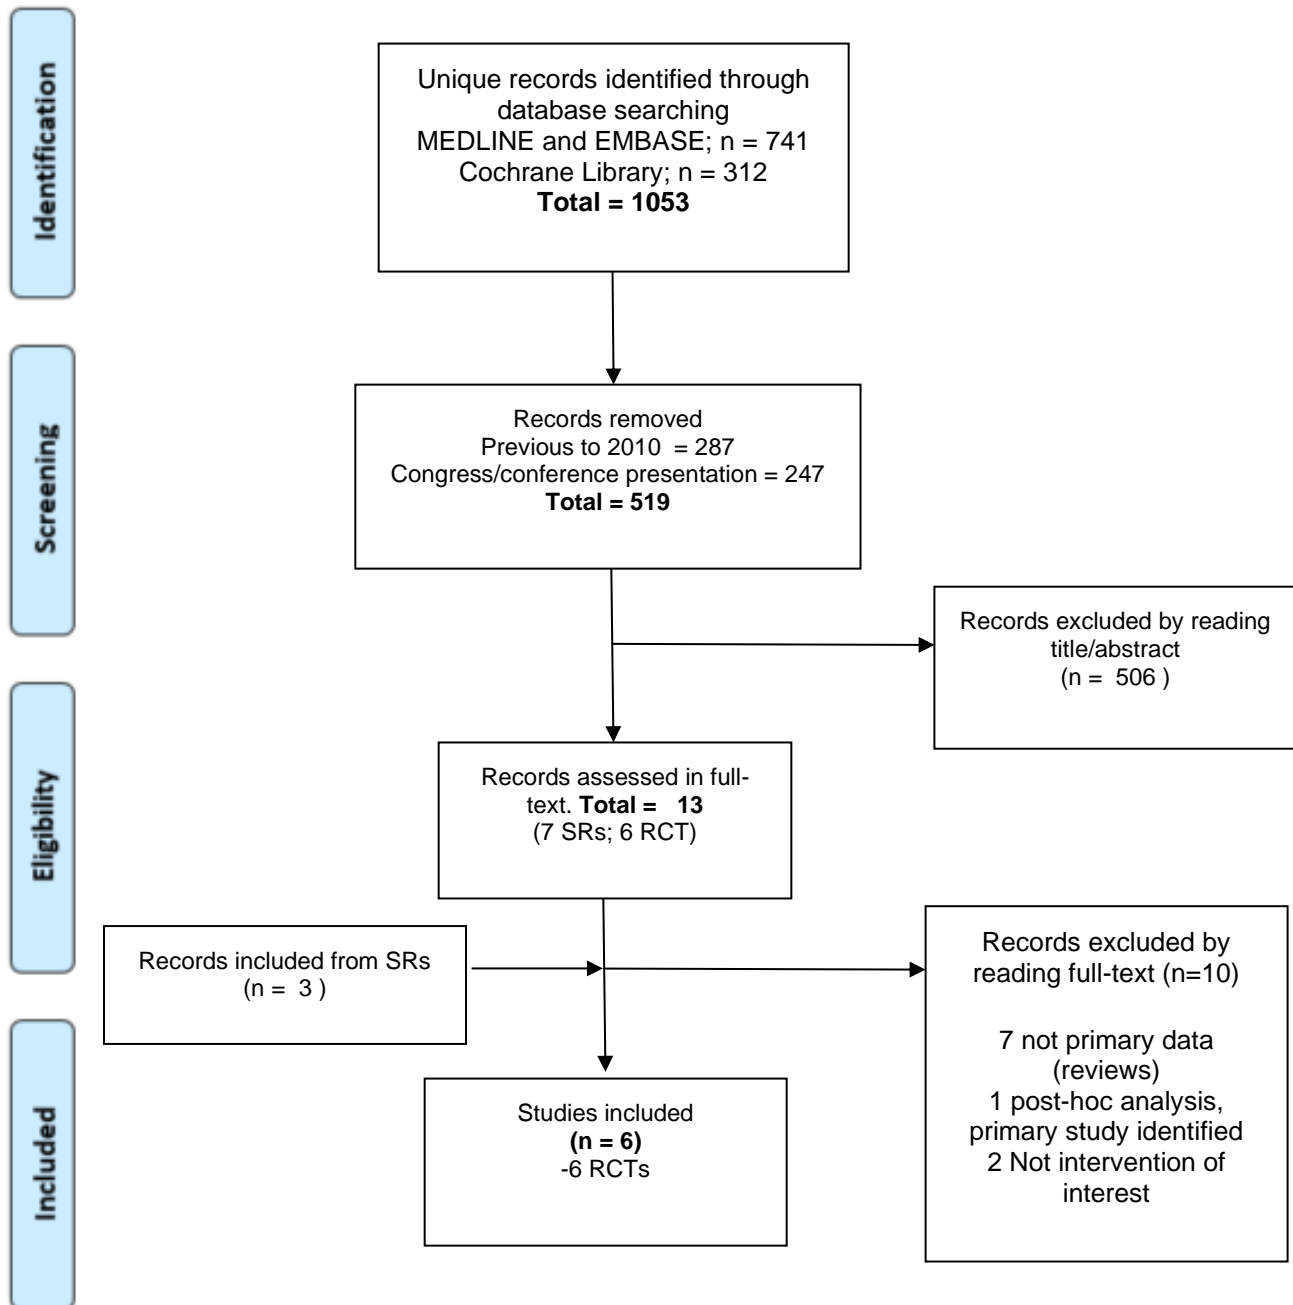 Identification
Unique records identified through
database searching
MEDLINE and EMBASE; n = 741
Cochrane Library; n = 312
Total = 1053
Screening
Records removed
Previous to 2010 = 287
Congress/conference presentation = 247
Total = 519
Records excluded by reading
title/abstract
(n = 506 )
Eligibility
Records assessed in full-
text. Total = 13
(7 SRs; 6 RCT)
Records included from SRs
(n = 3 )
Records excluded by
reading full-text (n=10)
7 not primary data
(reviews)
1 post-hoc analysis,
primary study identified
2 Not intervention of
interest
Included
Studies included
(n = 6)
-6 RCTs